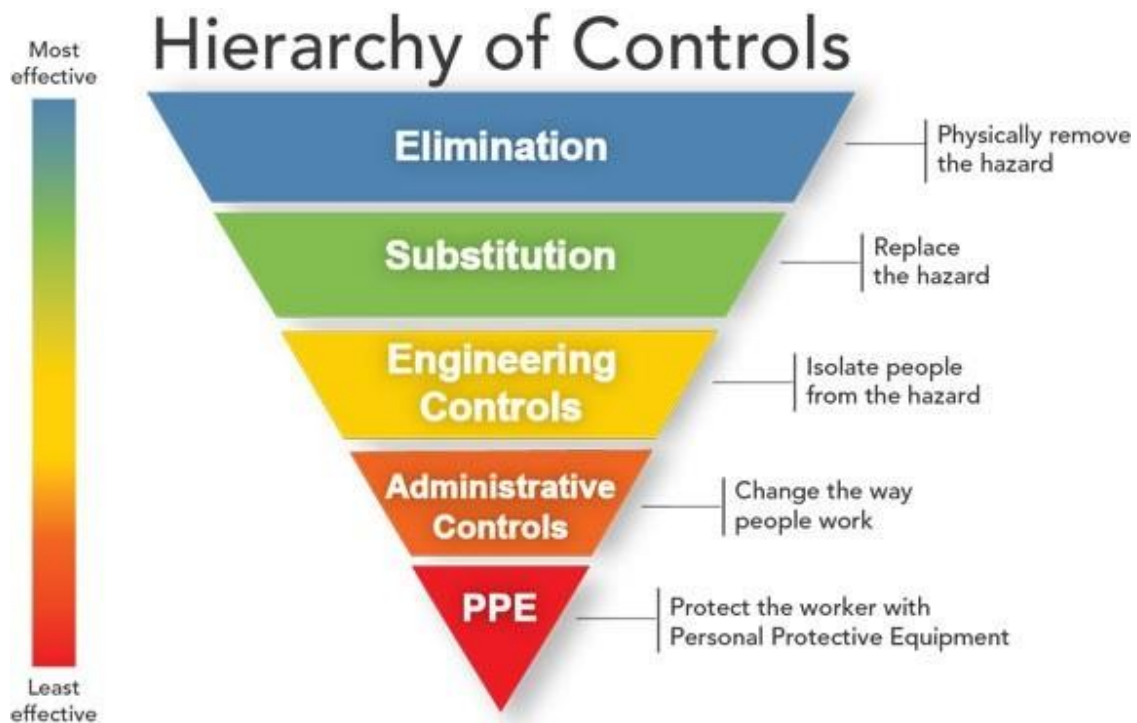 Hierarchy of Controls
Most
effective
Elimination
Physically remove
the hazard
Substitution
Replace
the hazard
Engineering
Controls
Isolate people
from the hazard
Administrative
Controls
Change the way
people work
PPE
Protect the worker with
Personal Protective Equipment
Least
effective